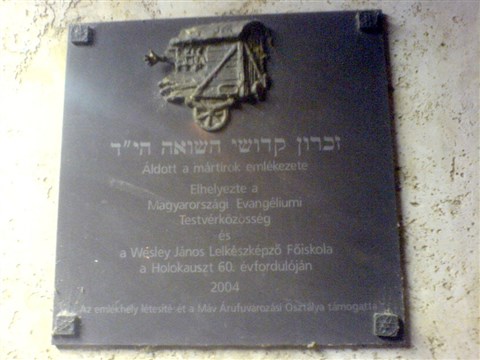 זכרון קדושי השואה הי"ד
Áldott a mártírok emlékezete
Elhelyezte a
Magyarországi Evangéliumi
Testvérközösség
és
a Wesley János Lelkészképző Főiskola
a Holokauszt 60. évfordulóján
2004
Az emlékhely létesítését a Máv Árufuvarozási Osztálya támogatta